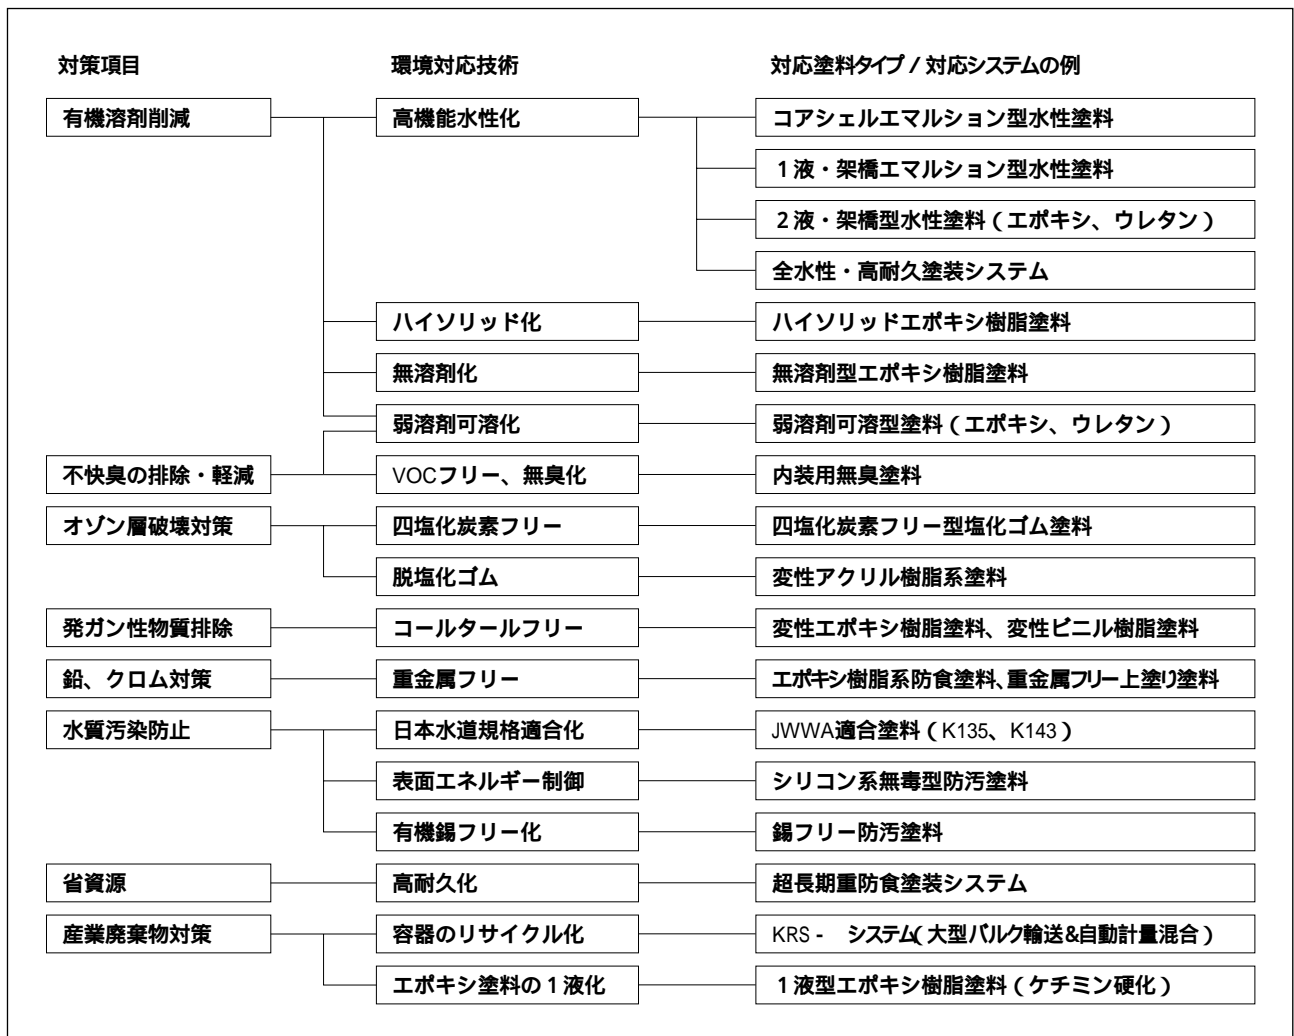 対策項目 環境対応技術 対応塗料タイプ / 対応システムの例
有機溶剤削減 高機能水性化 コアシェルエマルション型水性塗料
1液・架橋エマルション型水性塗料
2液・架橋型水性塗料（エポキシ、ウレタン）
全水性・高耐久塗装システム
ハイソリッド化 ハイソリッドエポキシ樹脂塗料
無溶剤化 無溶剤型エポキシ樹脂塗料
弱溶剤可溶化 弱溶剤可溶型塗料（エポキシ、ウレタン）
不快臭の排除・軽減 VOCフリー、無臭化 内装用無臭塗料
オゾン層破壊対策 四塩化炭素フリー 四塩化炭素フリー型塩化ゴム塗料
脱塩化ゴム 変性アクリル樹脂系塗料
発ガン性物質排除 コールタールフリー 変性エポキシ樹脂塗料、変性ビニル樹脂塗料
鉛、クロム対策 重金属フリー エポキシ樹脂系防食塗料、重金属フリー上塗り塗料
水質汚染防止 日本水道規格適合化 JWWA適合塗料（K135、K143）
表面エネルギー制御 シリコン系無毒型防汚塗料
有機錫フリー化 錫フリー防汚塗料
省資源 高耐久化 超長期重防食塗装システム
産業廃棄物対策 容器のリサイクル化 KRS - システム（大型バルク輸送&自動計量混合）
エポキシ塗料の1液化 1液型エポキシ樹脂塗料（ケチミン硬化）